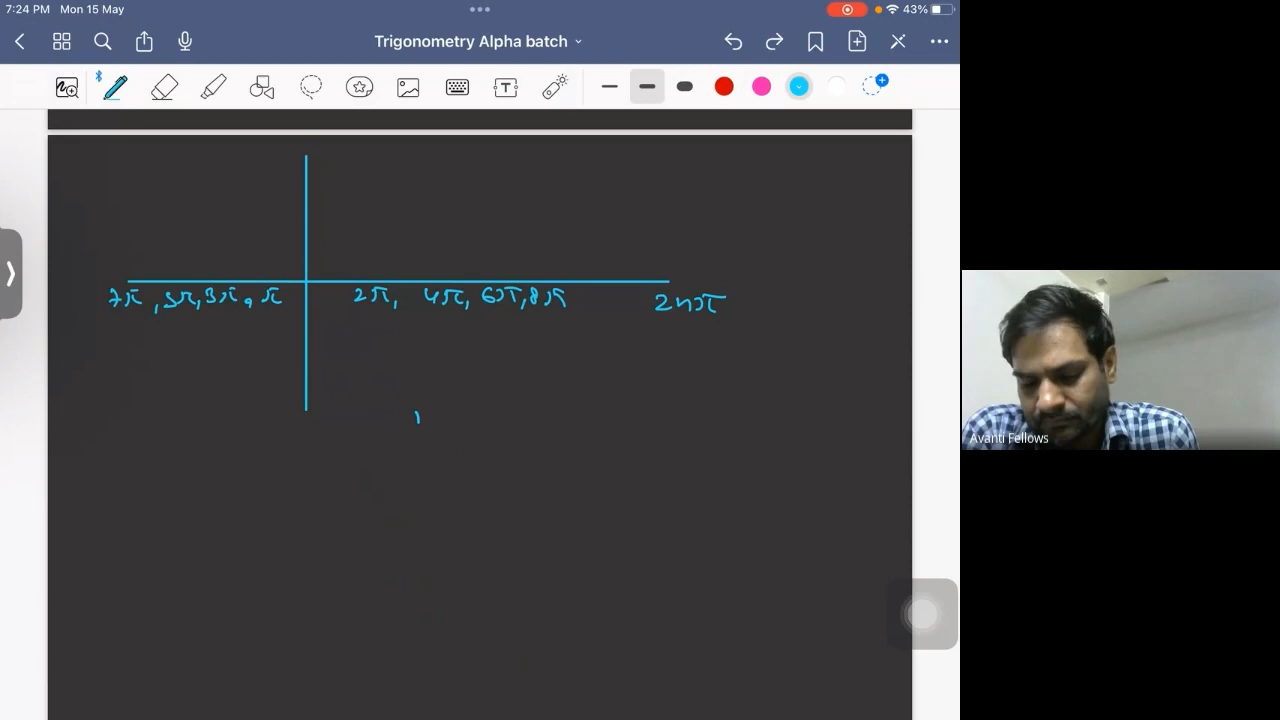 7:24 PM Mon 15 May
43%
Trigonometry Alpha batch
7π, 5π, 3π, π 2π, 4π, 6π, 8π 2nπ
Avanti Fellows